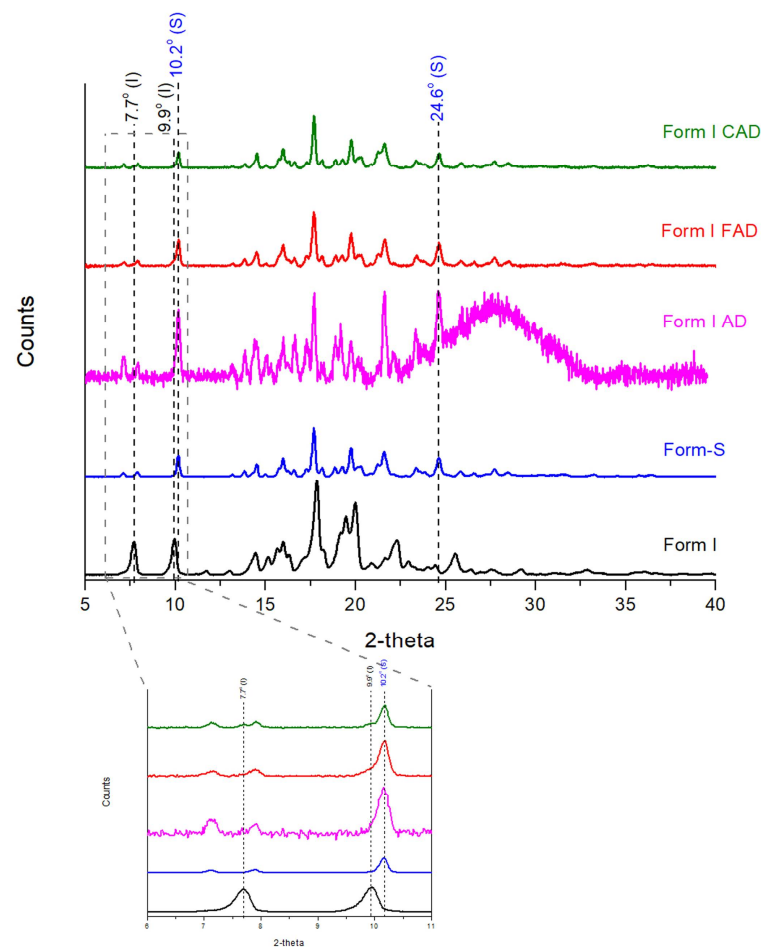 7.7° (I)
9.9° (I)
10.2° (S)
24.6° (S)
Form I CAD
Form I FAD
Form I AD
Form-S
Form I
Counts
5 10 15 20 25 30 35 40
2-theta
7.7° (I)
9.9° (I)
10.2° (S)
Counts
6 7 8 9 10 11
2-theta